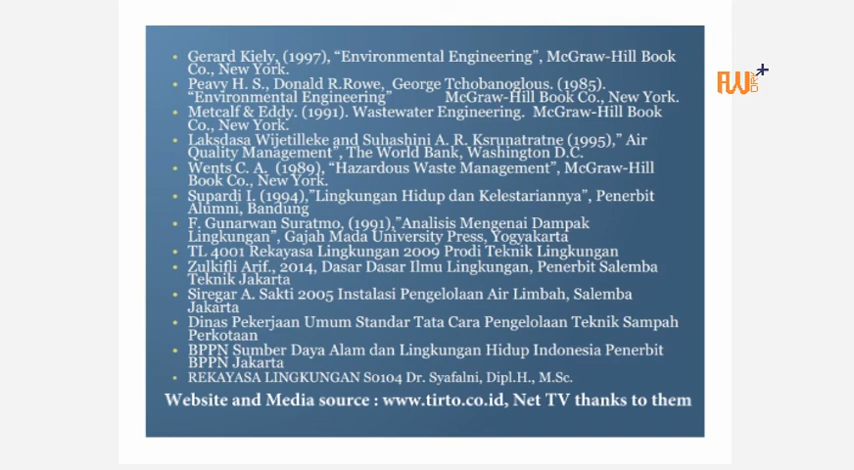 Gerard Kiely, (1997), “Environmental Engineering”, McGraw-Hill Book
Co., New York.
Peavy H. S., Donald R.Rowe, George Tchobanoglous. (1985).
“Environmental Engineering” McGraw-Hill Book Co., New York.
Metcalf & Eddy. (1991). Wastewater Engineering. McGraw-Hill Book
Co., New York.
Laksdasa Wijetilleke and Suhashini A. R. Ksrunatratne (1995),” Air
Quality Management”, The World Bank, Washington D.C.
Wents C. A. (1989), “Hazardous Waste Management”, McGraw-Hill
Book Co., New York.
Supardi I. (1994),”Lingkungan Hidup dan Kelestariannya”, Penerbit
Alumni, Bandung
F. Gunarwan Suratmo, (1991),”Analisis Mengenai Dampak
Lingkungan”, Gajah Mada University Press, Yogyakarta
TL 4001 Rekayasa Lingkungan 2009 Prodi Teknik Lingkungan
Zulkifli Arif., 2014, Dasar Dasar Ilmu Lingkungan, Penerbit Salemba
Teknik Jakarta
Siregar A. Sakti 2005 Instalasi Pengelolaan Air Limbah, Salemba
Jakarta
Dinas Pekerjaan Umum Standar Tata Cara Pengelolaan Teknik Sampah
Perkotaan
BPPN Sumber Daya Alam dan Lingkungan Hidup Indonesia Penerbit
BPPN Jakarta
REKAYASA LINGKUNGAN S0104 Dr. Syafalni, Dipl.H., M.Sc.
Website and Media source : www.tirto.co.id, Net TV thanks to them